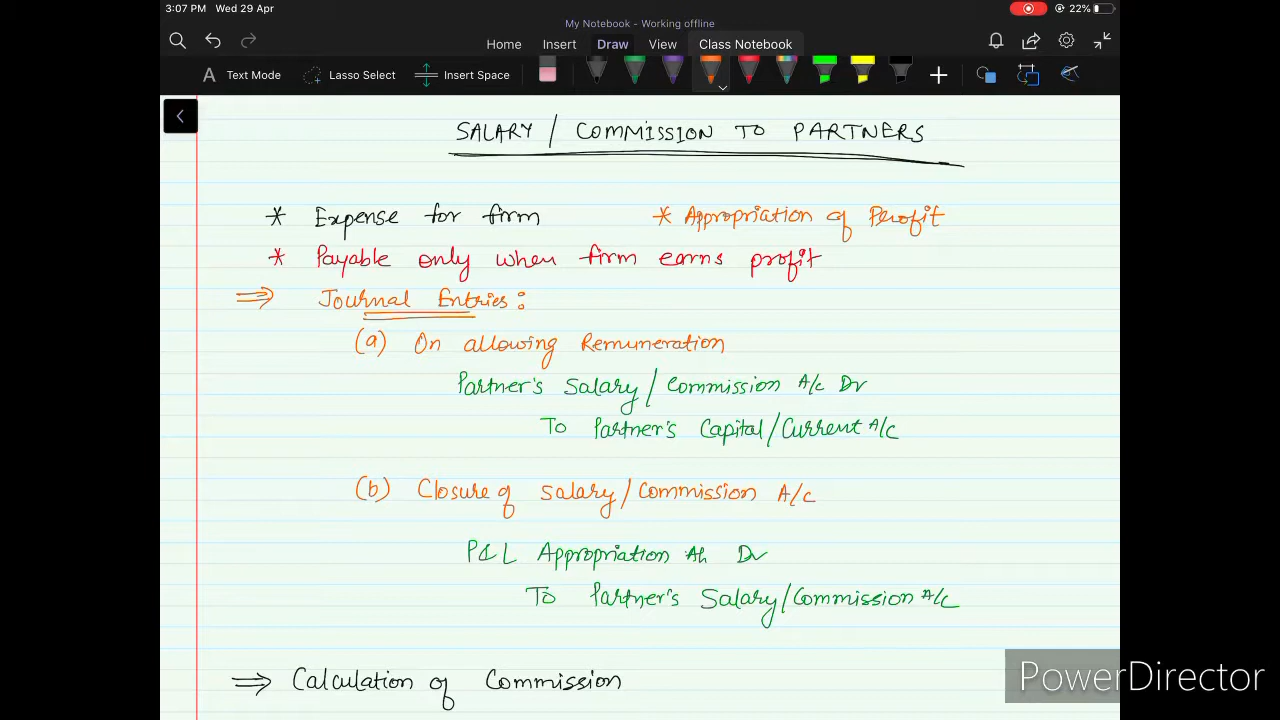 3:07 PM Wed 29 Apr
22%
My Notebook - Working offline
Home Insert Draw View Class Notebook
A Text Mode Lasso Select Insert Space
SALARY / COMMISSION TO PARTNERS
* Expense for firm * Appropriation of Profit
* Payable only when firm earns profit
⇒ Journal Entries:
(a) On allowing Remuneration
Partner's Salary/Commission A/c Dr
To Partner's Capital/Current A/c
(b) Closure of Salary/Commission A/c
P&L Appropriation A/c Dr
To Partner's Salary/Commission A/c
⇒ Calculation of Commission
PowerDirector